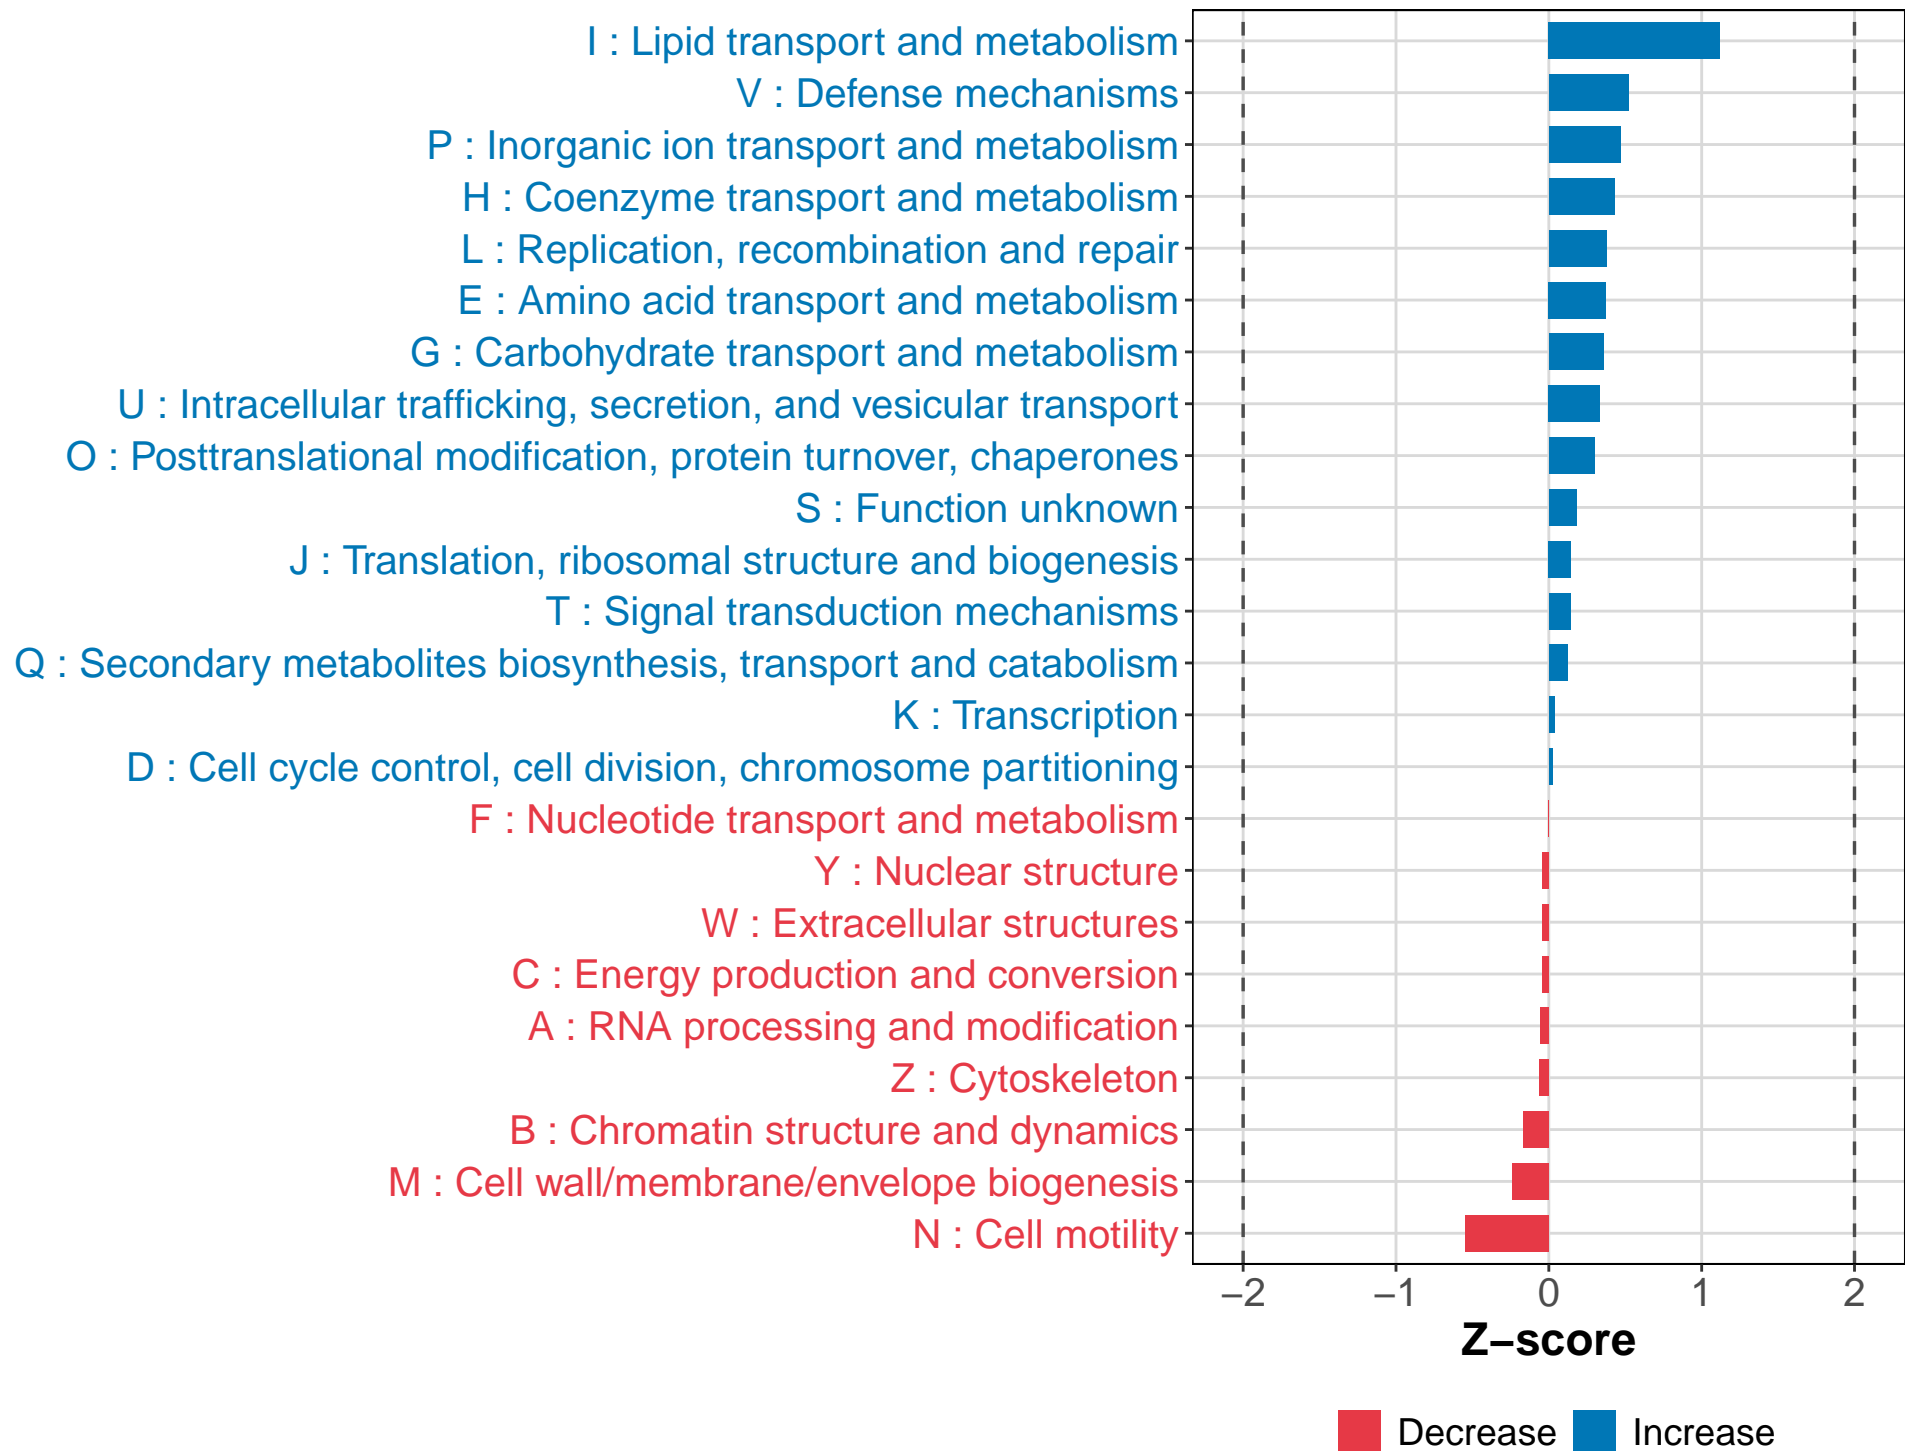 I : Lipid transport and metabolism
V : Defense mechanisms
P : Inorganic ion transport and metabolism
H : Coenzyme transport and metabolism
L : Replication, recombination and repair
E : Amino acid transport and metabolism
G : Carbohydrate transport and metabolism
U : Intracellular trafficking, secretion, and vesicular transport
O : Posttranslational modification, protein turnover, chaperones
S : Function unknown
J : Translation, ribosomal structure and biogenesis
T : Signal transduction mechanisms
Q : Secondary metabolites biosynthesis, transport and catabolism
K : Transcription
D : Cell cycle control, cell division, chromosome partitioning
F : Nucleotide transport and metabolism
Y : Nuclear structure
W : Extracellular structures
C : Energy production and conversion
A : RNA processing and modification
Z : Cytoskeleton
B : Chromatin structure and dynamics
M : Cell wall/membrane/envelope biogenesis
N : Cell motility
−2 −1 0 1 2
Z−score
Decrease Increase